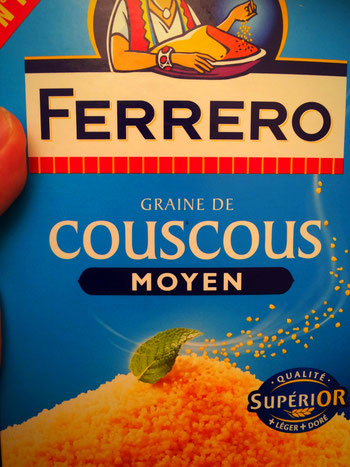 FERRERO
GRAINE DE
COUSCOUS
MOYEN
QUALITÉ
SUPÉRIOR
+LÉGER+DORÉ